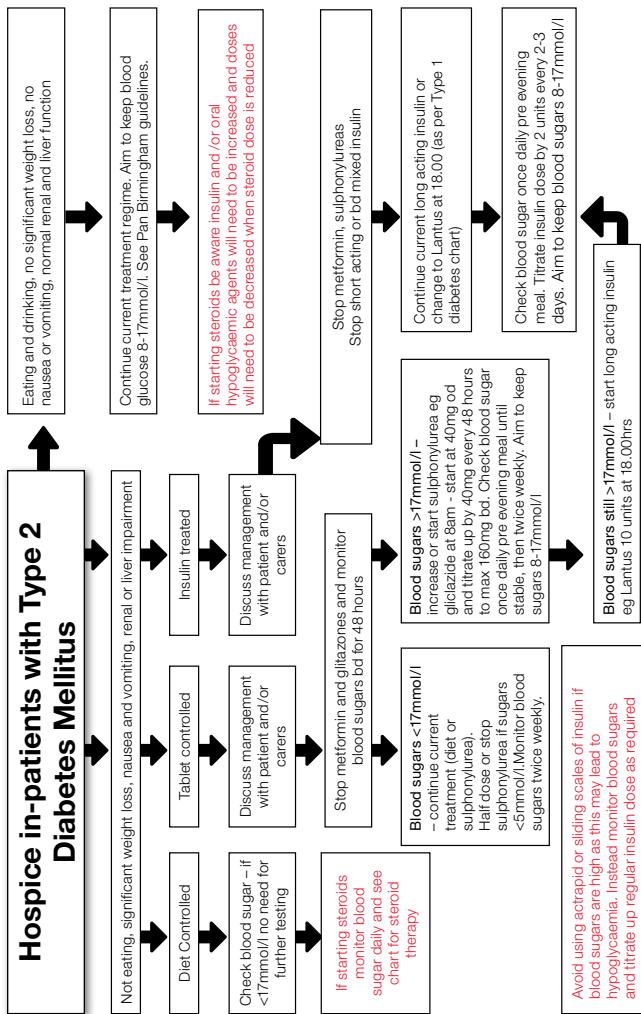 Hospice in-patients with Type 2
Diabetes Mellitus
Eating and drinking, no significant weight loss, no
nausea or vomiting, normal renal and liver function
Continue current treatment regime. Aim to keep blood
glucose 8-17mmol/l. See Pan Birmingham guidelines.
If starting steroids be aware insulin and /or oral
hypoglycaemic agents will need to be increased and doses
will need to be decreased when steroid dose is reduced
Not eating, significant weight loss, nausea and vomiting, renal or liver impairment
Diet Controlled
Check blood sugar – if
<17mmol/l no need for
further testing
If starting steroids
monitor blood
sugar daily and see
chart for steroid
therapy
Tablet controlled
Discuss management
with patient and/or
carers
Stop metformin and glitazones and monitor
blood sugars bd for 48 hours
Blood sugars <17mmol/l
– continue current
treatment (diet or
sulphonylurea).
Half dose or stop
sulphonylurea if sugars
<5mmol/l.Monitor blood
sugars twice weekly.
Blood sugars >17mmol/l –
increase or start sulphonylurea eg
gliclazide at 8am - start at 40mg od
and titrate up by 40mg every 48 hours
to max 160mg bd. Check blood sugar
once daily pre evening meal until
stable, then twice weekly. Aim to keep
sugars 8-17mmol/l
Blood sugars still >17mmol/l – start long acting insulin
eg Lantus 10 units at 18.00hrs
Insulin treated
Discuss management
with patient and/or
carers
Stop metformin, sulphonylureas
Stop short acting or bd mixed insulin
Continue current long acting insulin or
change to Lantus at 18.00 (as per Type 1
diabetes chart)
Check blood sugar once daily pre evening
meal. Titrate insulin dose by 2 units every 2-3
days. Aim to keep blood sugars 8-17mmol/l
Avoid using actrapid or sliding scales of insulin if
blood sugars are high as this may lead to
hypoglycaemia. Instead monitor blood sugars
and titrate up regular insulin dose as required